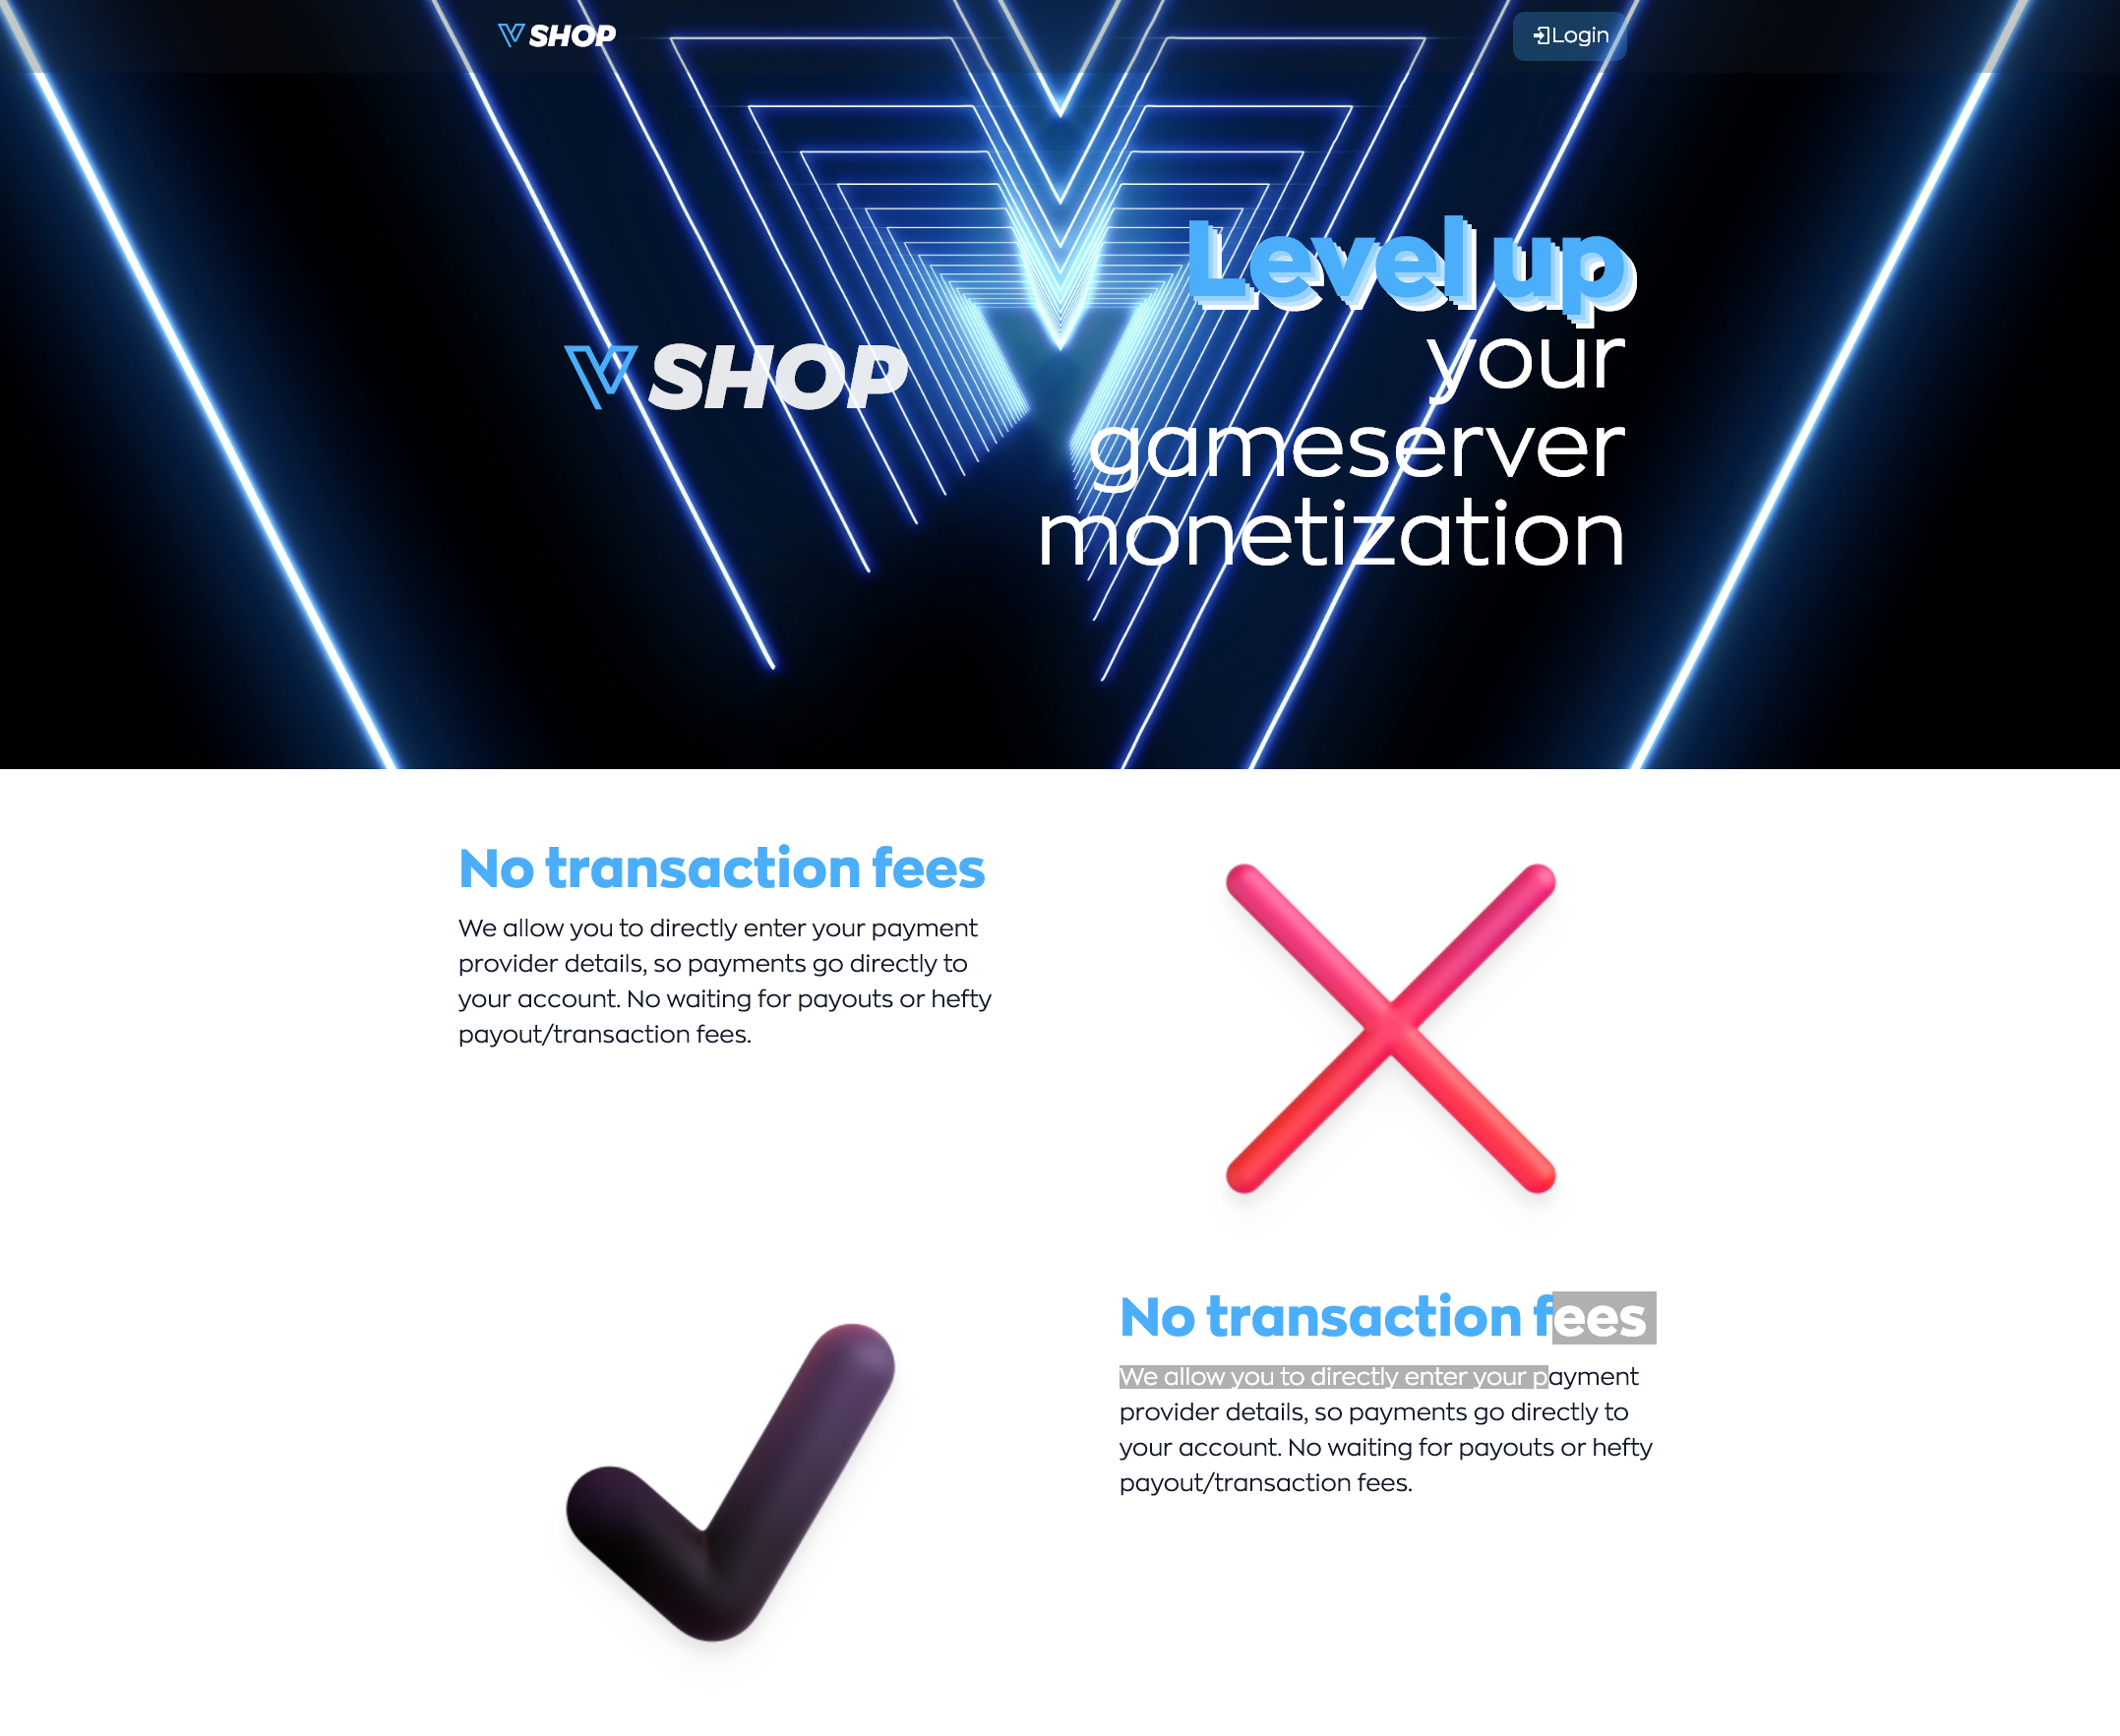 V SHOP
Login
Level up
your
gameserver
monetization
V SHOP
No transaction fees
We allow you to directly enter your payment
provider details, so payments go directly to
your account. No waiting for payouts or hefty
payout/transaction fees.
No transaction fees
We allow you to directly enter your payment
provider details, so payments go directly to
your account. No waiting for payouts or hefty
payout/transaction fees.